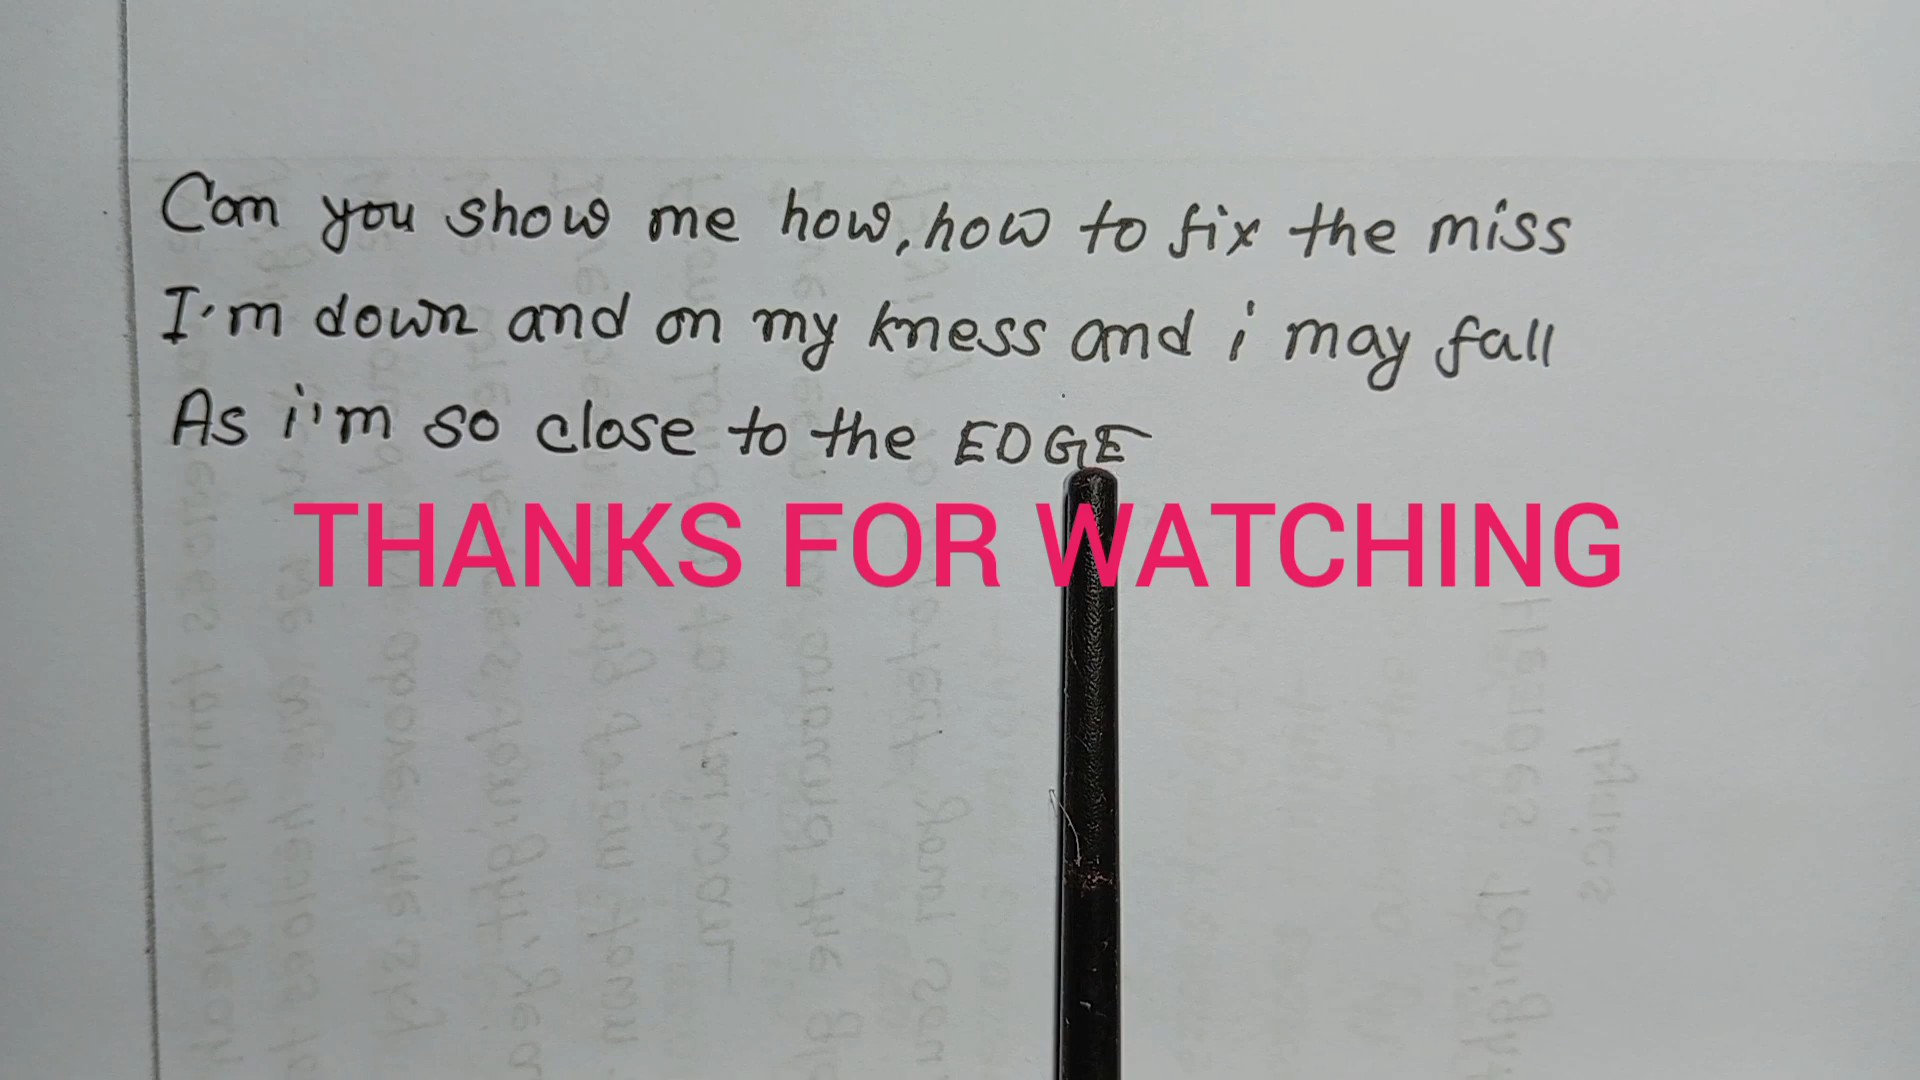 Can you show me how, how to fix the miss
I'm down and on my kness and i may fall
As i'm so close to the EDGE
THANKS FOR WATCHING